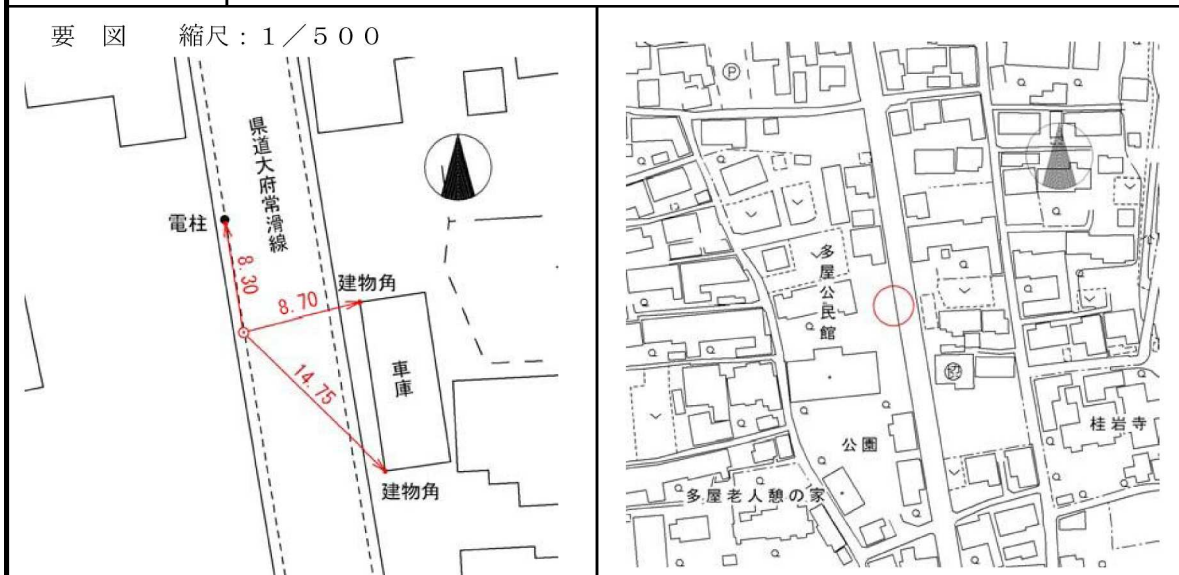 要 図 縮尺：１／５００
県道大府常滑線
電柱
8.30
建物角
8.70
車庫
14.75
建物角
P
多屋公民館
公園
桂岩寺
多屋老人憩の家